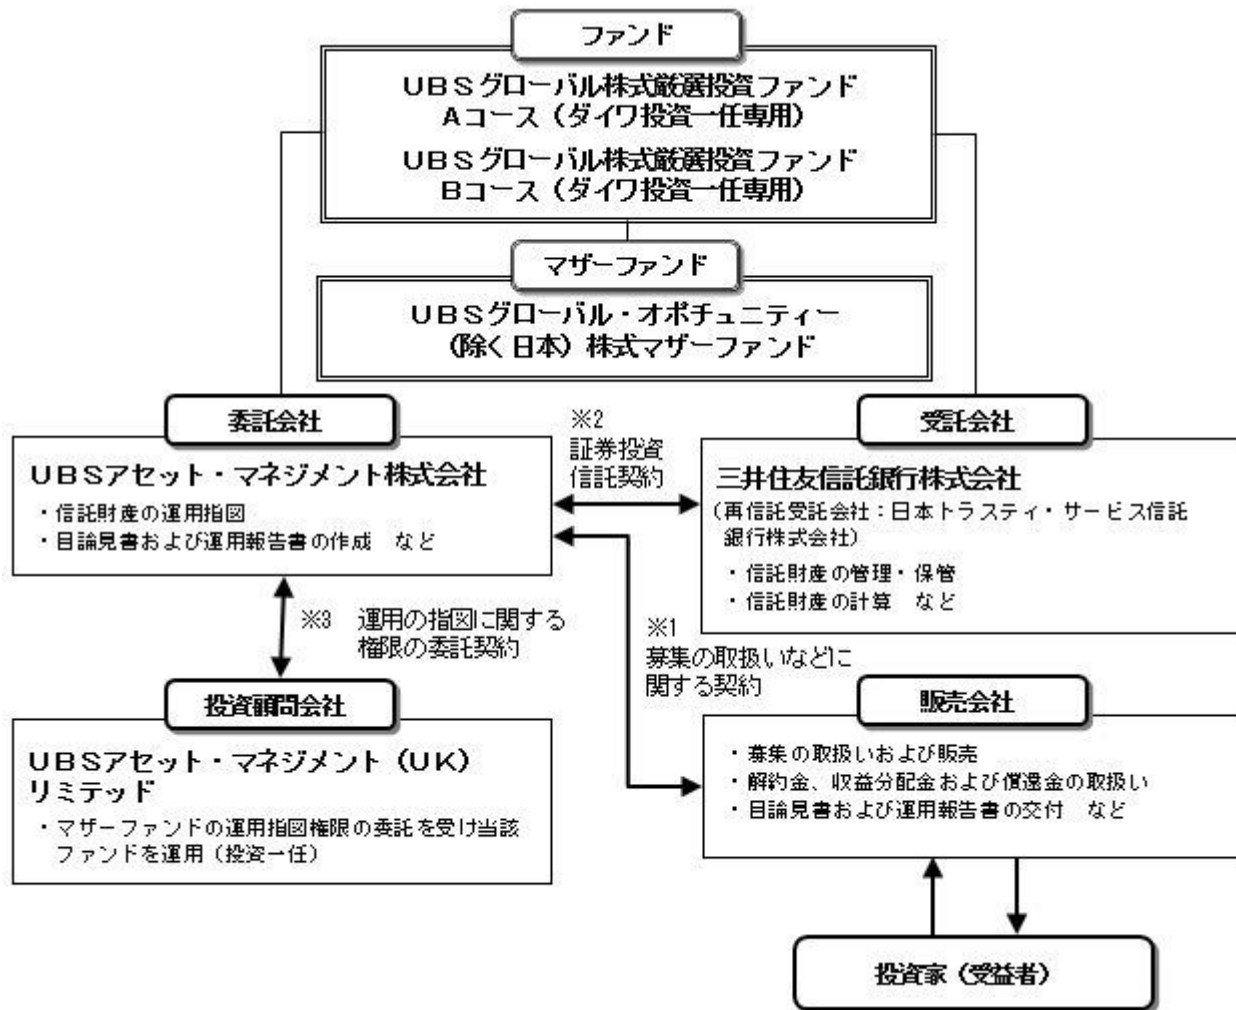 ファンド
UBSグローバル株式厳選投資ファンド
Aコース（ダイワ投資一任専用）
UBSグローバル株式厳選投資ファンド
Bコース（ダイワ投資一任専用）
マザーファンド
UBSグローバル・オポチュニティー
（除く日本）株式マザーファンド
委託会社
UBSアセット・マネジメント株式会社
・信託財産の運用指図
・目論見書および運用報告書の作成　など
※2
証券投資
信託契約
受託会社
三井住友信託銀行株式会社
（再信託受託会社：日本トラスティ・サービス信託
銀行株式会社）
・信託財産の管理・保管
・信託財産の計算　など
※3　運用の指図に関する
権限の委託契約
※1
募集の取扱いなどに
関する契約
投資顧問会社
UBSアセット・マネジメント（UK）
リミテッド
・マザーファンドの運用指図権限の委託を受け当該
ファンドを運用（投資一任）
販売会社
・募集の取扱いおよび販売
・解約金、収益分配金および償還金の取扱い
・目論見書および運用報告書の交付　など
投資家（受益者）